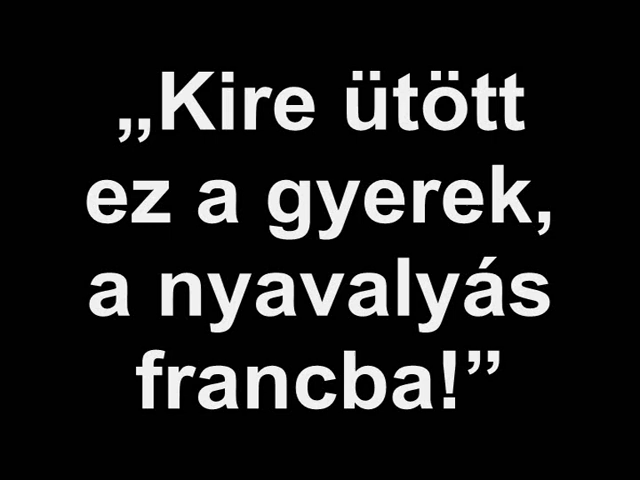 „Kire ütött
ez a gyerek,
a nyavalyás
francba!”